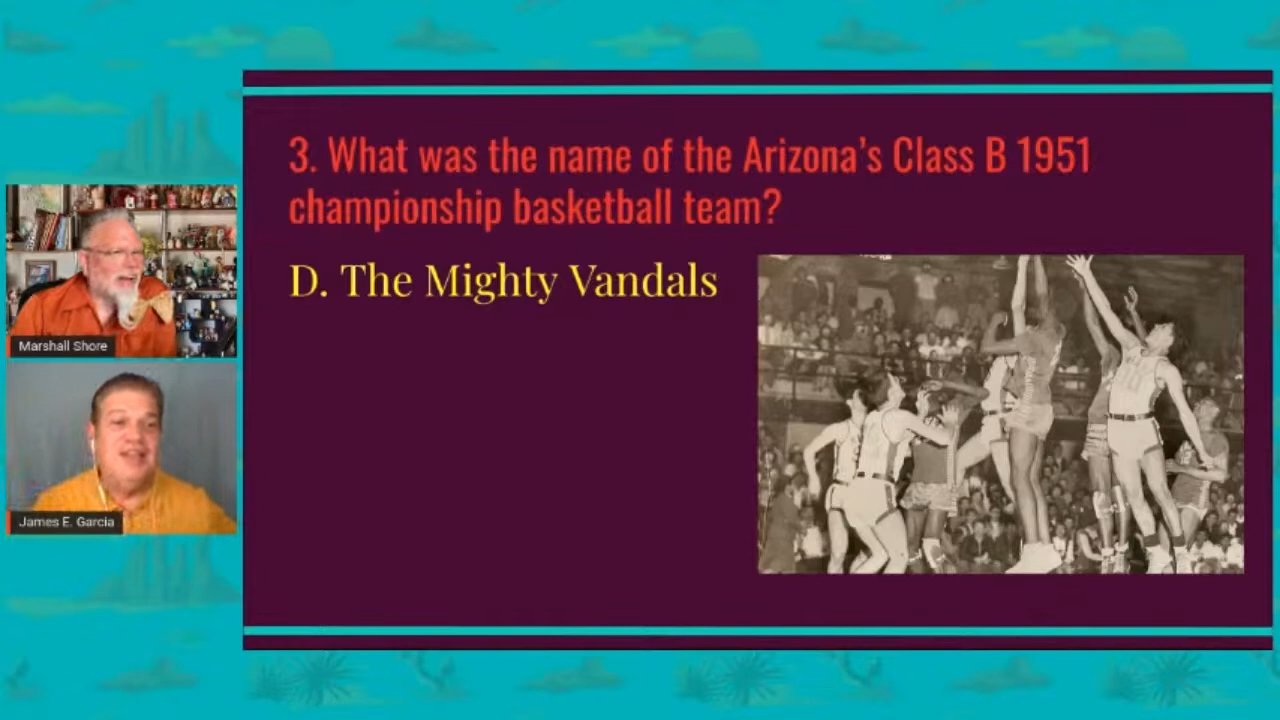 3. What was the name of the Arizona’s Class B 1951
championship basketball team?
D. The Mighty Vandals
Marshall Shore
James E. Garcia